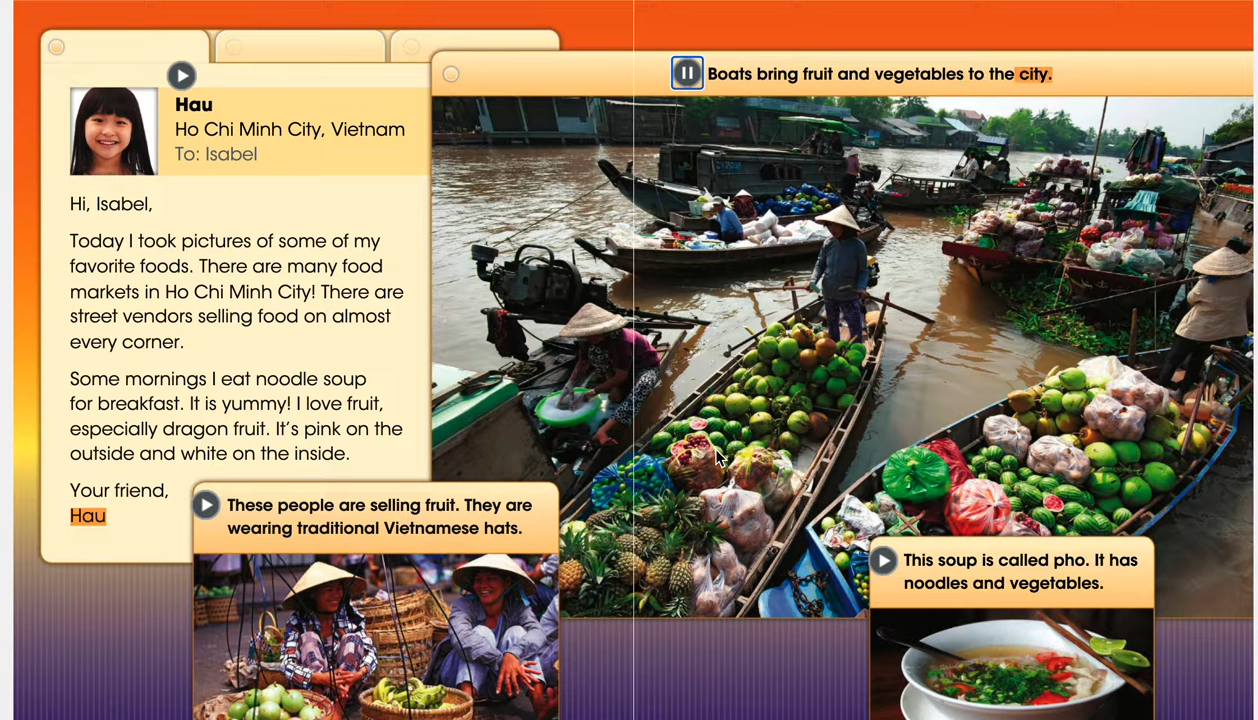 Hau
Ho Chi Minh City, Vietnam
To: Isabel
Hi, Isabel,
Today I took pictures of some of my
favorite foods. There are many food
markets in Ho Chi Minh City! There are
street vendors selling food on almost
every corner.
Some mornings I eat noodle soup
for breakfast. It is yummy! I love fruit,
especially dragon fruit. It's pink on the
outside and white on the inside.
Your friend,
Hau
Boats bring fruit and vegetables to the city.
These people are selling fruit. They are
wearing traditional Vietnamese hats.
This soup is called pho. It has
noodles and vegetables.